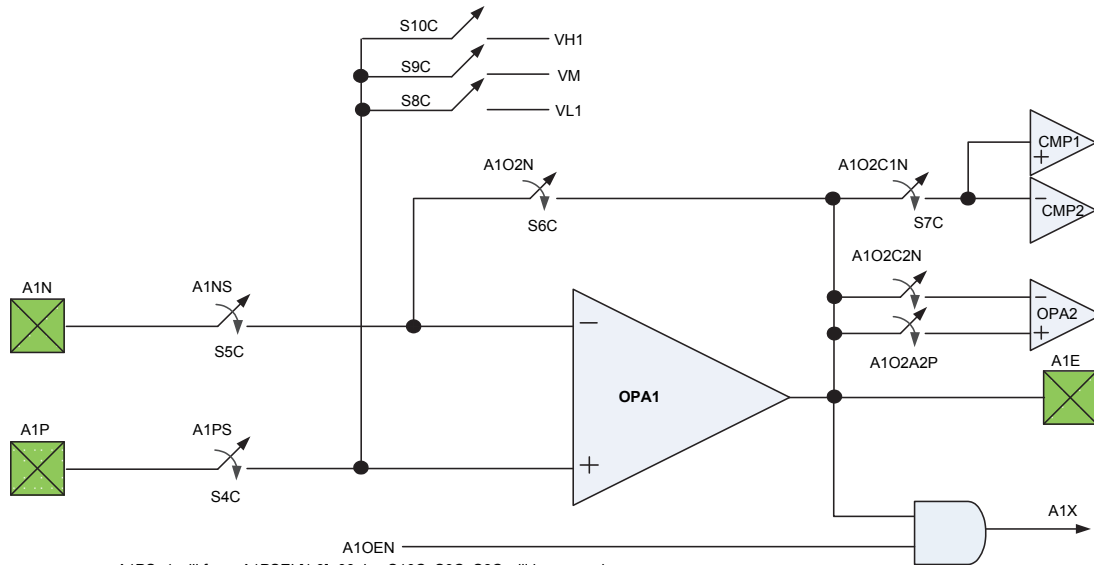 S10C
VH1
S9C
VM
S8C
VL1
A1O2N
S6C
A1O2C1N
S7C
CMP1
+
−
CMP2
A1N
A1NS
S5C
A1O2C2N
−
OPA2
+
A1O2A2P
A1E
−
OPA1
A1P
A1PS
S4C
+
A1X
A1OEN